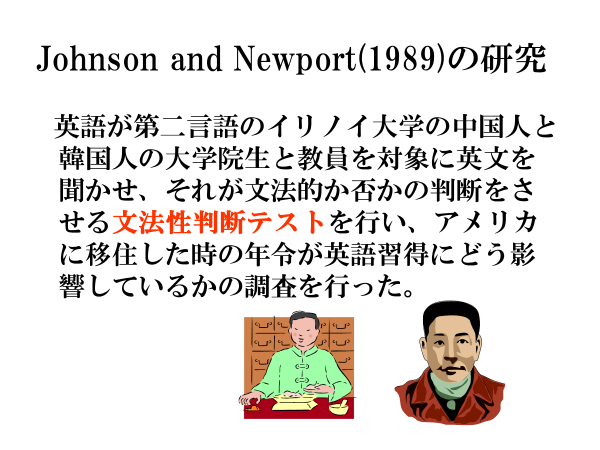 Johnson and Newport(1989)の研究
英語が第二言語のイリノイ大学の中国人と
韓国人の大学院生と教員を対象に英文を
聞かせ、それが文法的か否かの判断をさ
せる文法性判断テストを行い、アメリカ
に移住した時の年令が英語習得にどう影
響しているかの調査を行った。